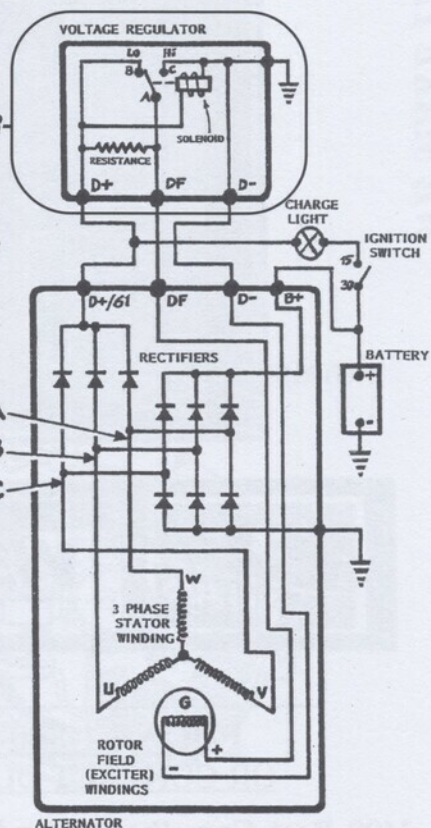 VOLTAGE REGULATOR
Lo Hi
B C
A
SOLENOID
RESISTANCE
D+ DF D-
CHARGE
LIGHT
IGNITION
SWITCH
15
30
D+/61 DF D- B+
RECTIFIERS
BATTERY
+
-
W
3 PHASE
STATOR
WINDING
U V
G
+
-
ROTOR
FIELD
(EXCITER)
WINDINGS
ALTERNATOR